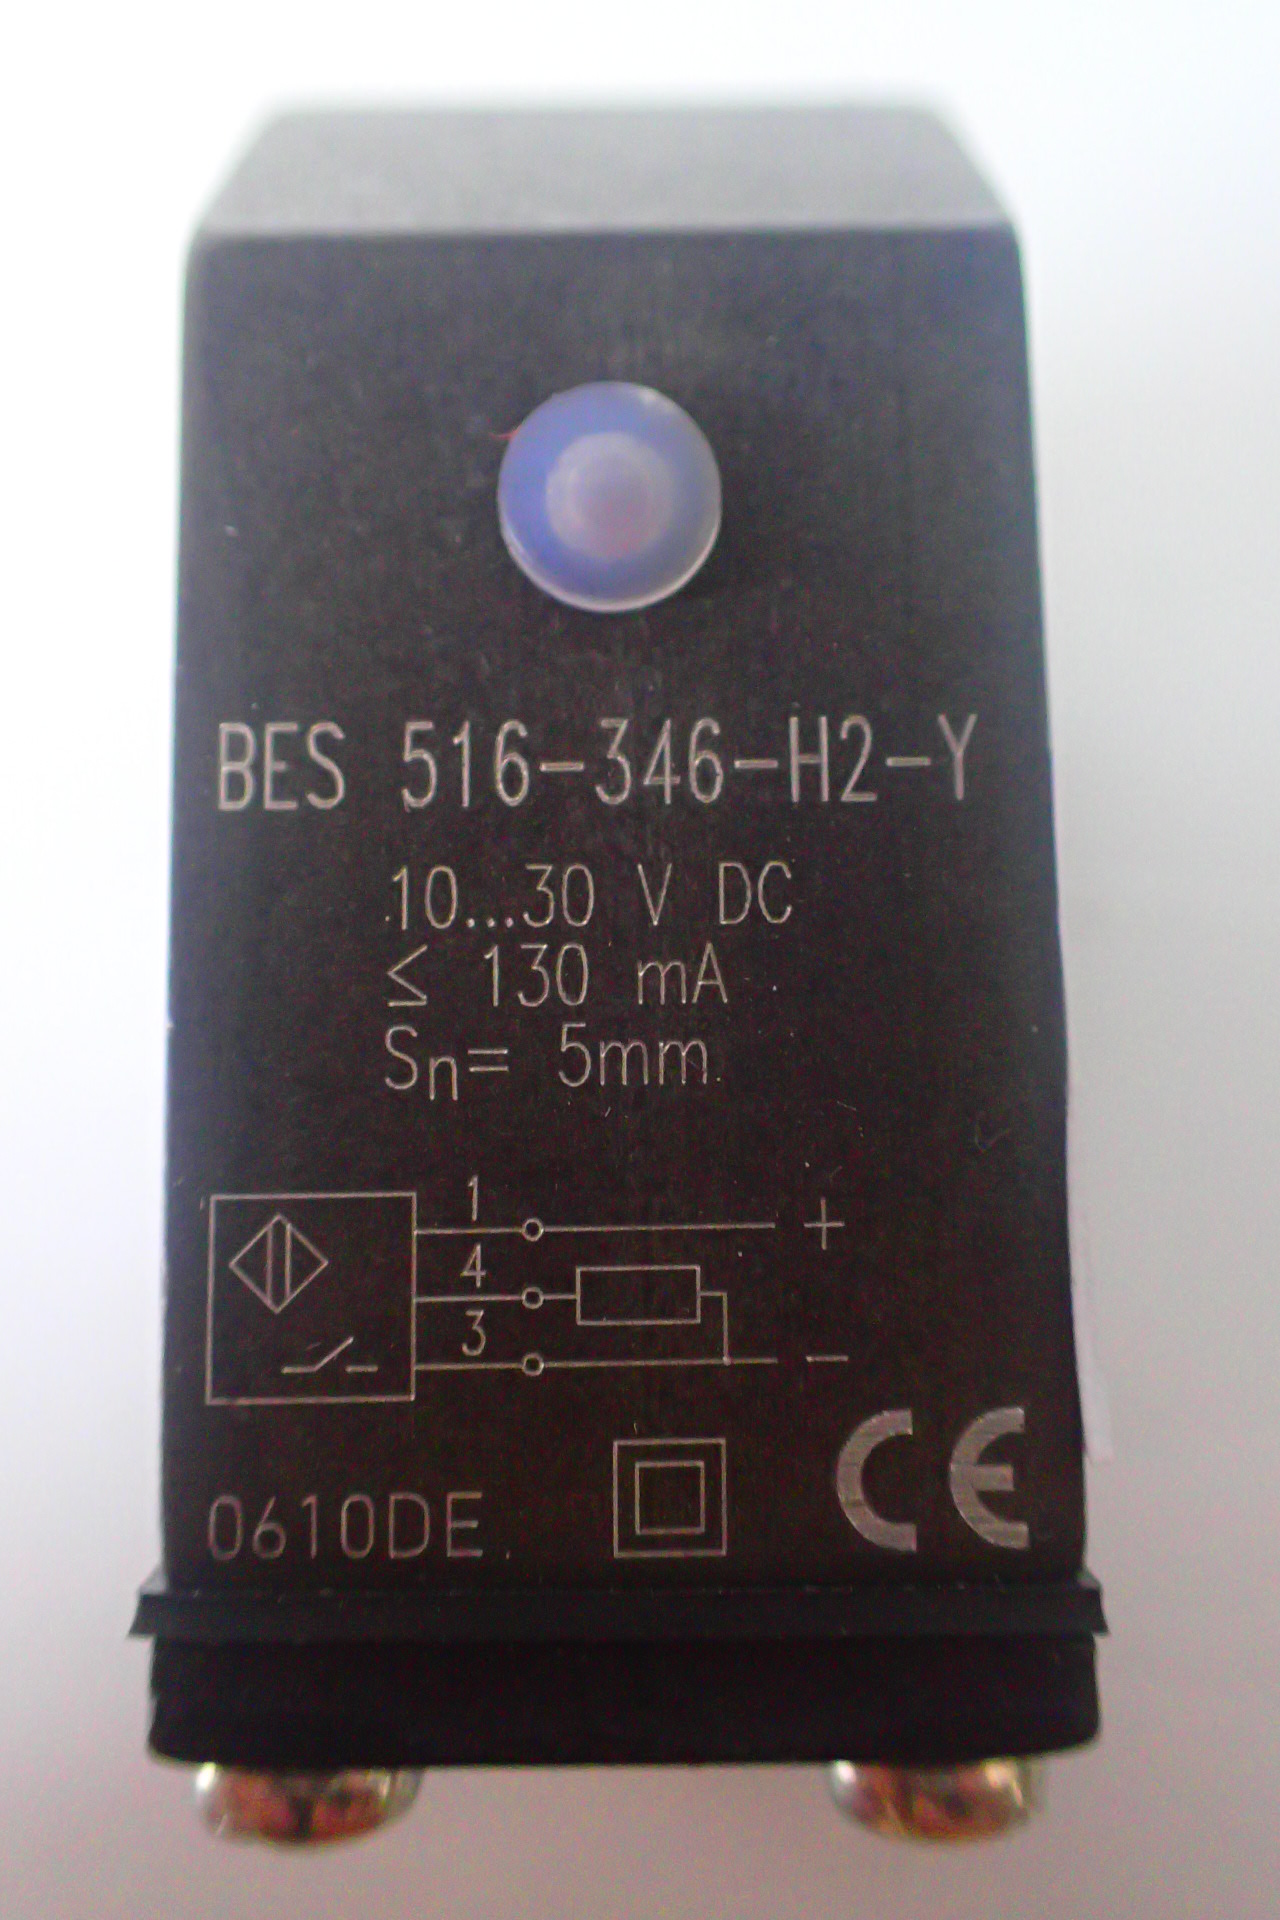 BES 516-346-H2-Y
10...30 V DC
≤ 130 mA
Sn= 5mm
1 +
4
3 -
0610DE CE